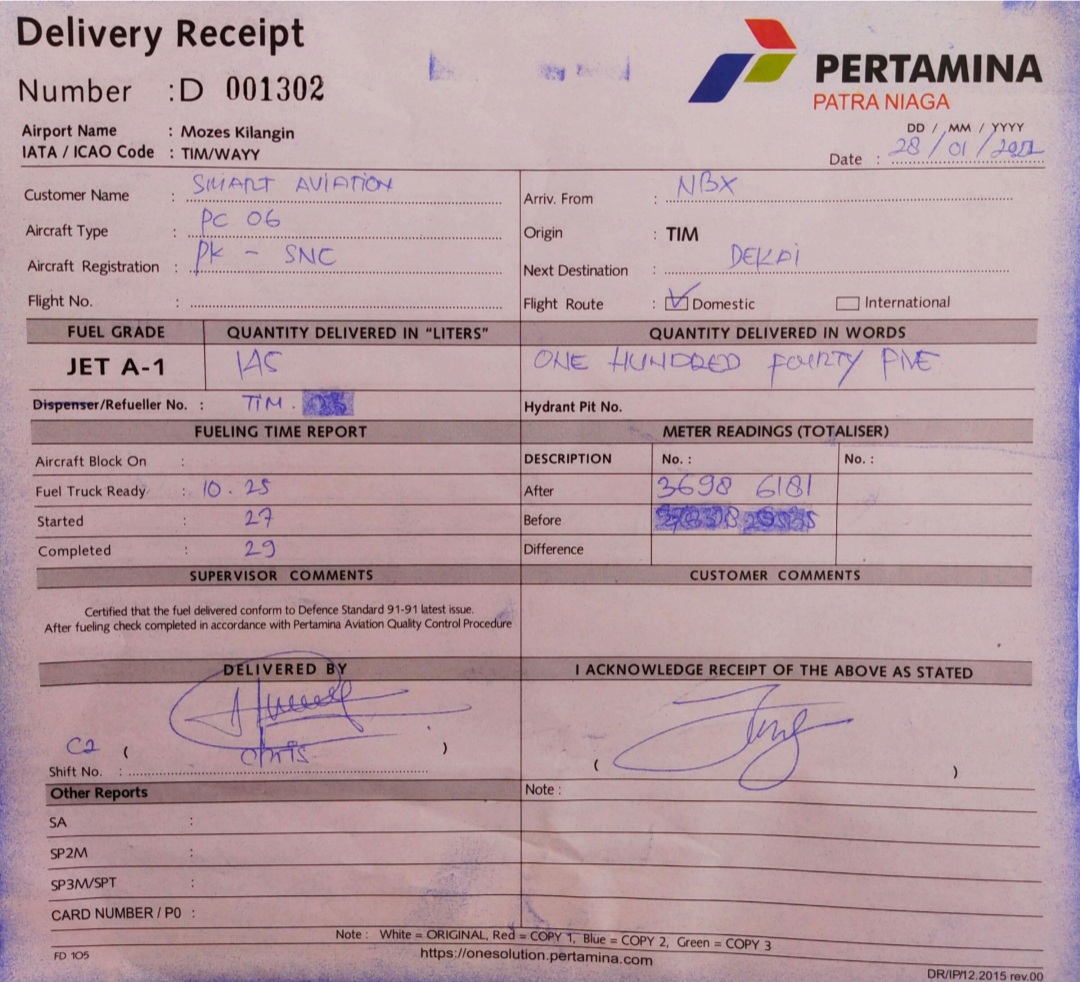 Delivery Receipt
Number : D 001302
PERTAMINA
PATRA NIAGA
Airport Name : Mozes Kilangin
IATA / ICAO Code : TIM/WAYY
DD / MM / YYYY
Date : 28 / 01 /
Customer Name : SMART AVIATION
Arriv. From : NBX
Aircraft Type : PC 06
Origin : TIM
Aircraft Registration : PK - SNC
Next Destination : DEKAI
Flight No. :
Flight Route : Domestic International
FUEL GRADE QUANTITY DELIVERED IN "LITERS" QUANTITY DELIVERED IN WORDS
JET A-1 145 ONE HUNDRED FOURTY FIVE
Dispenser/Refueller No. : TIM.
Hydrant Pit No.
FUELING TIME REPORT METER READINGS (TOTALISER)
Aircraft Block On :
DESCRIPTION No. : No. :
Fuel Truck Ready : 10.25
After 3698 6181
Started : 27
Before
Completed : 29
Difference
SUPERVISOR COMMENTS CUSTOMER COMMENTS
Certified that the fuel delivered conform to Defence Standard 91-91 latest issue.
After fueling check completed in accordance with Pertamina Aviation Quality Control Procedure
DELIVERED BY I ACKNOWLEDGE RECEIPT OF THE ABOVE AS STATED
C2 ( Chris ) ( )
Shift No. :
Other Reports Note :
SA :
SP2M :
SP3M/SPT :
CARD NUMBER / P0 :
Note : White = ORIGINAL, Red = COPY 1, Blue = COPY 2, Green = COPY 3
FD 105 https://onesolution.pertamina.com
DR/IP/12.2015 rev.00